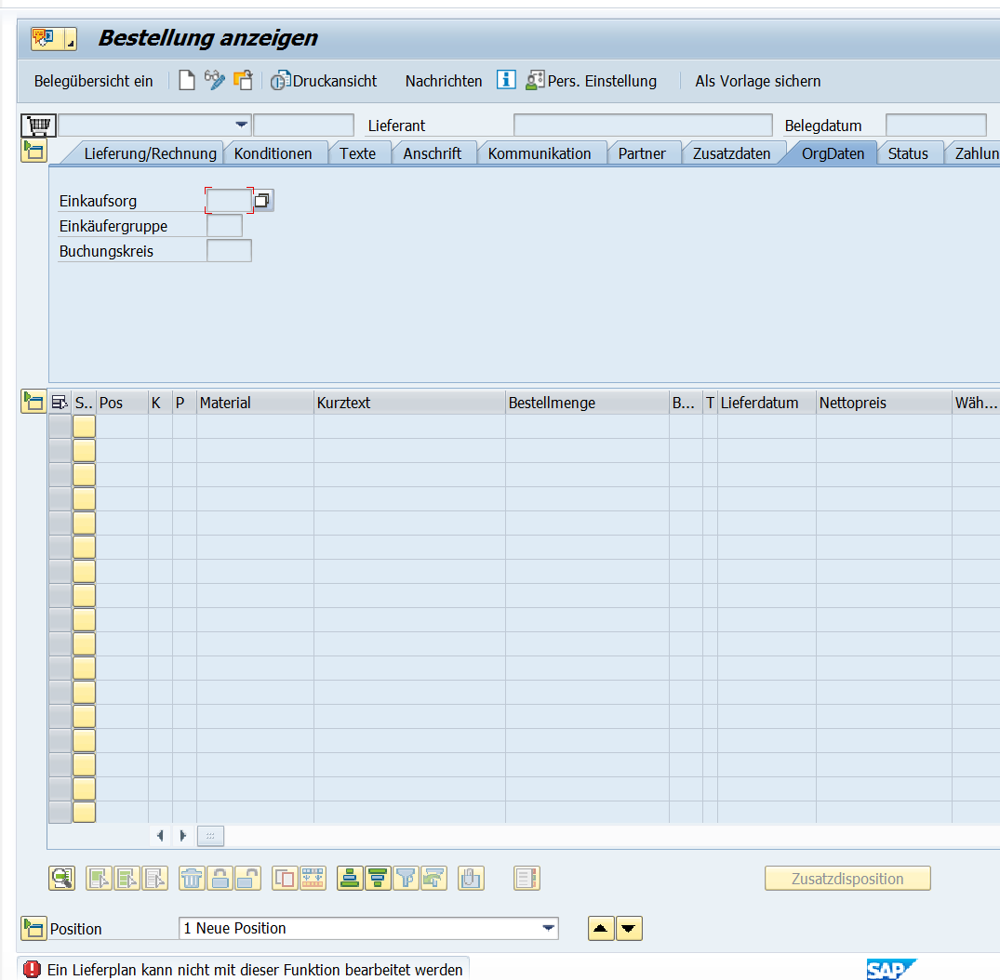 Bestellung anzeigen
Belegübersicht ein Druckansicht Nachrichten Pers. Einstellung Als Vorlage sichern
Lieferant Belegdatum
Lieferung/Rechnung Konditionen Texte Anschrift Kommunikation Partner Zusatzdaten OrgDaten Status Zahlun
Einkaufsorg
Einkäufergruppe
Buchungskreis
S.. Pos K P Material Kurztext Bestellmenge B... T Lieferdatum Nettopreis Wäh...
Zusatzdisposition
Position 1 Neue Position
Ein Lieferplan kann nicht mit dieser Funktion bearbeitet werden SAP